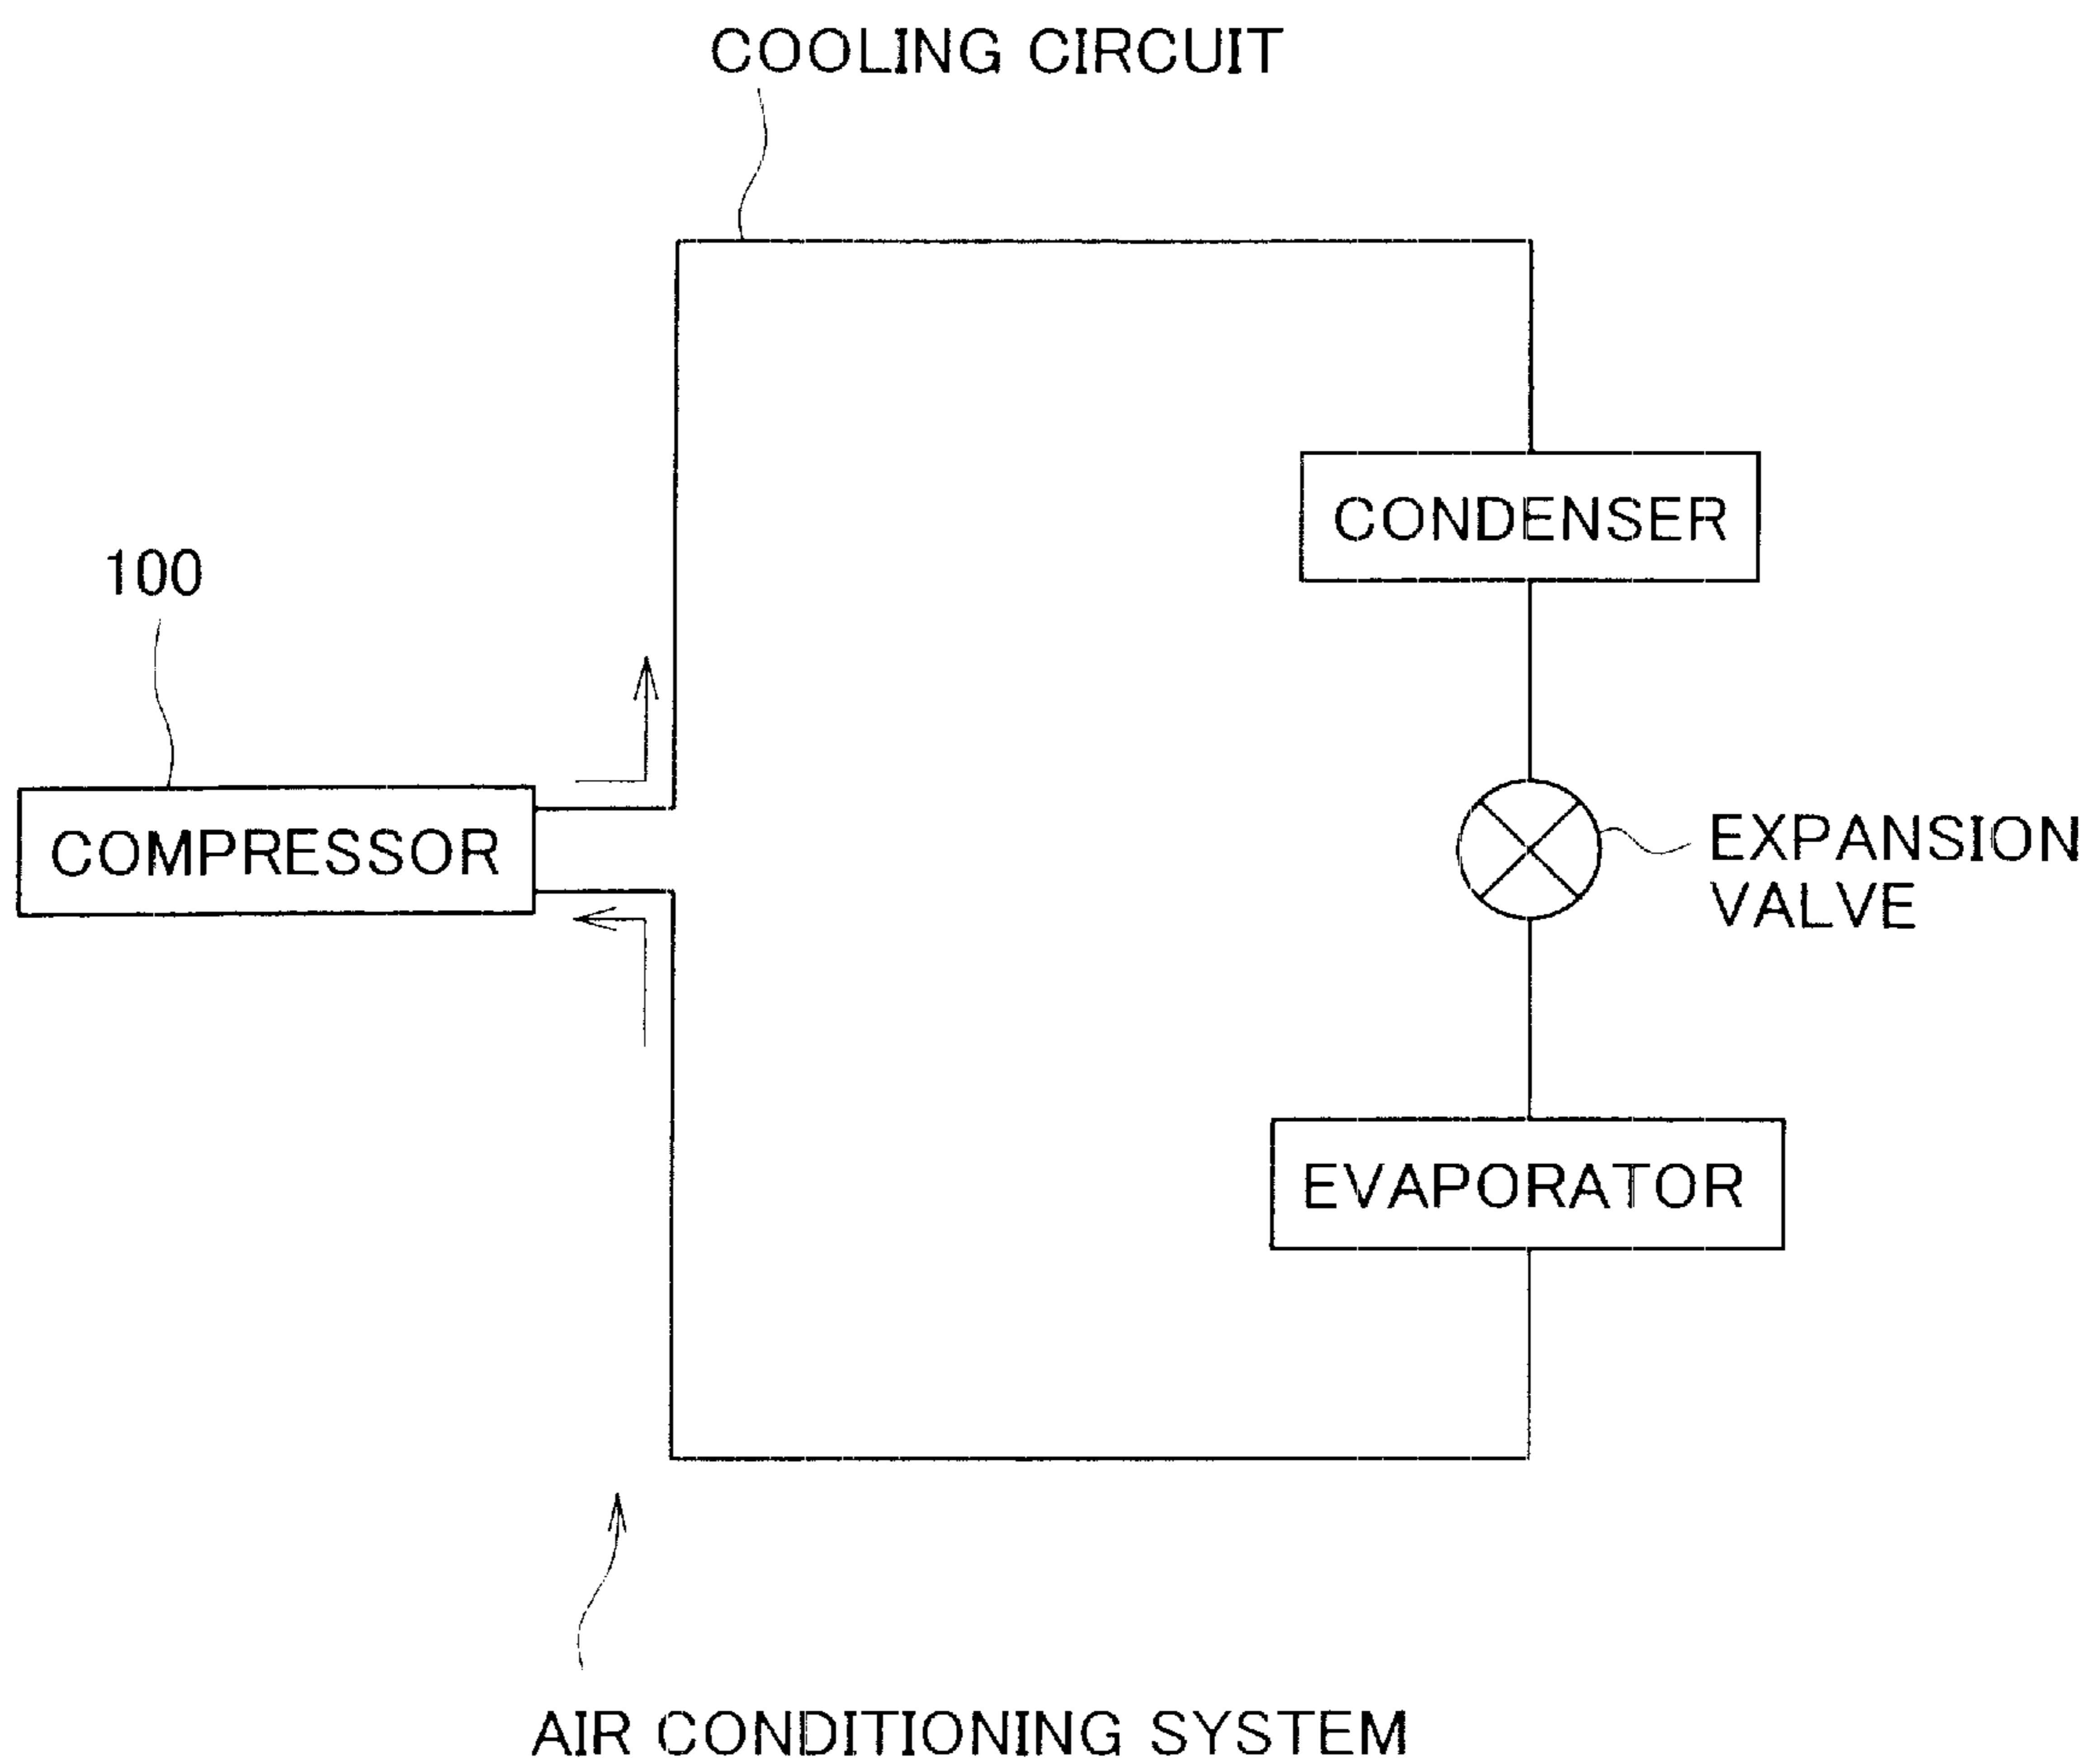 COOLING CIRCUIT
CONDENSER
100
COMPRESSOR
EXPANSION
VALVE
EVAPORATOR
AIR CONDITIONING SYSTEM